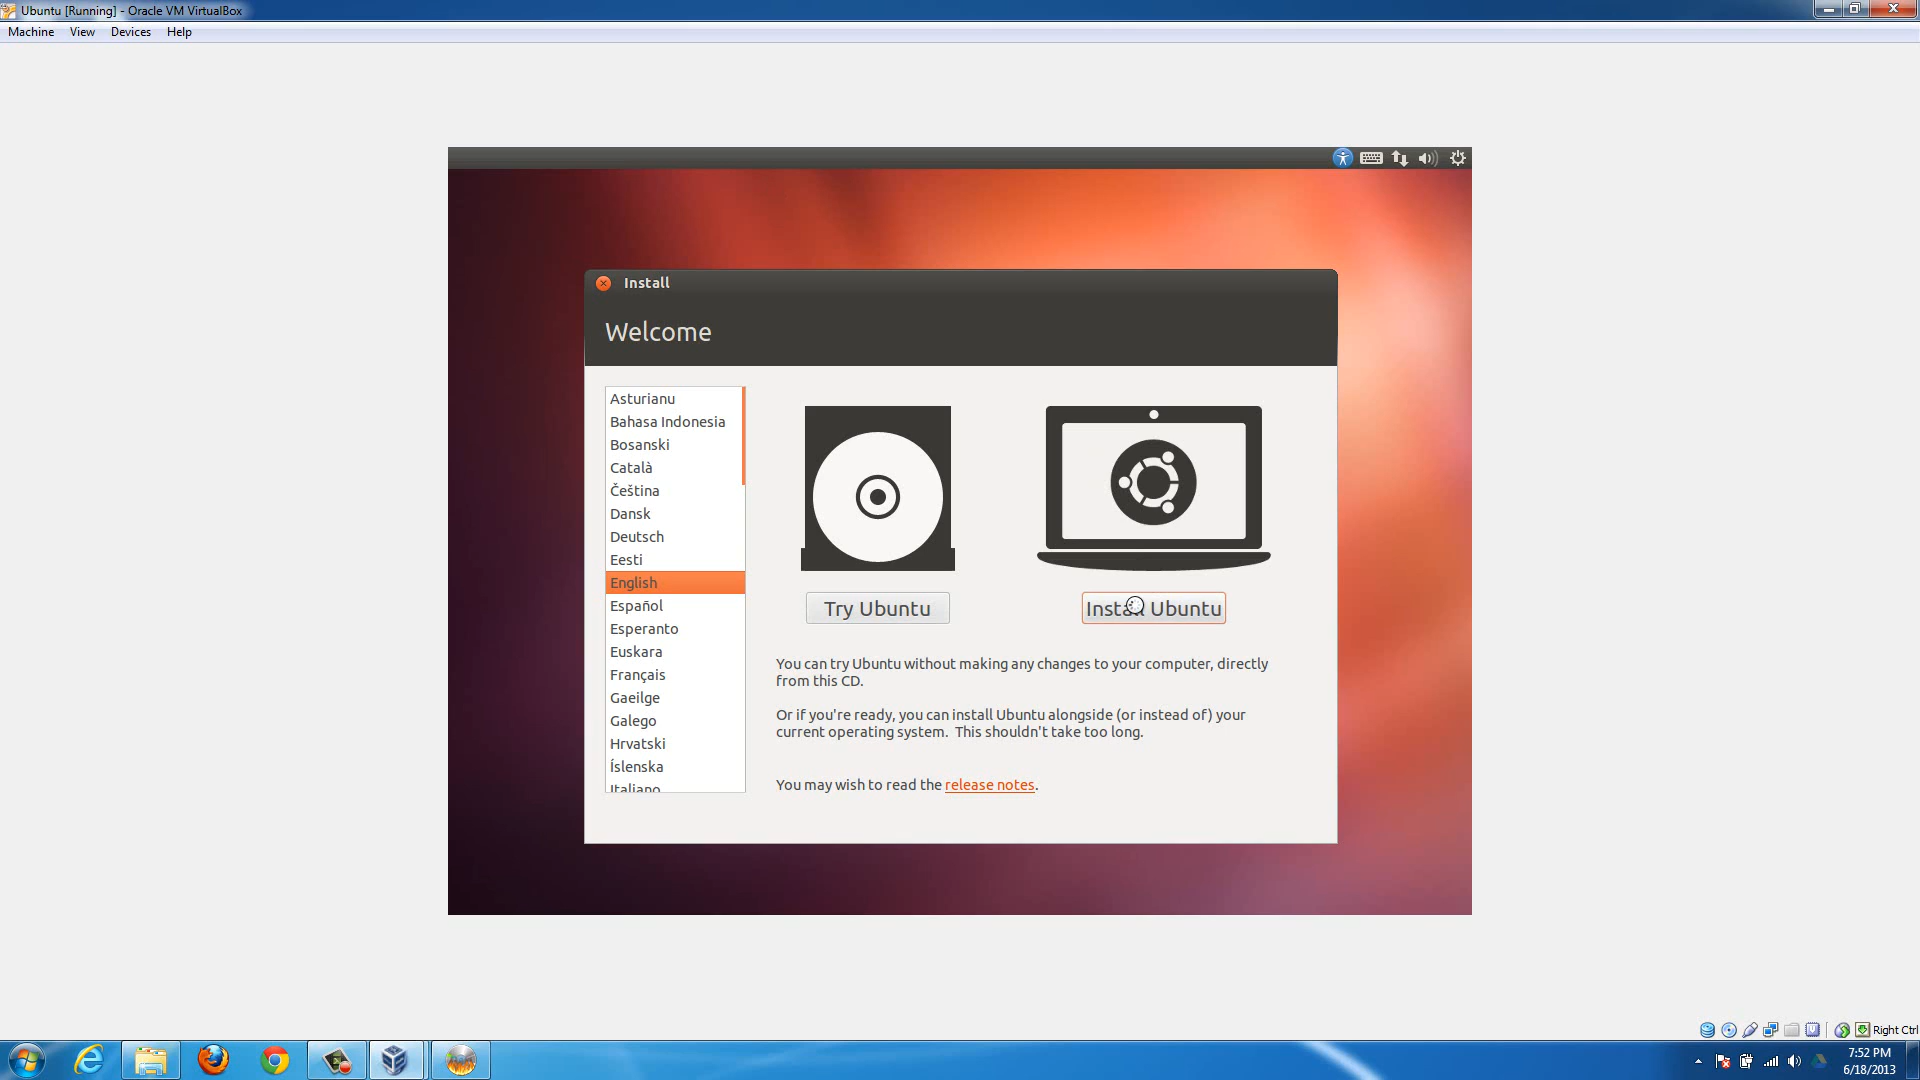 Ubuntu [Running] - Oracle VM VirtualBox
Machine View Devices Help
Install
Welcome
Asturianu
Bahasa Indonesia
Bosanski
Català
Čeština
Dansk
Deutsch
Eesti
English
Español
Esperanto
Euskara
Français
Gaeilge
Galego
Hrvatski
Íslenska
Italiano
Try Ubuntu
Install Ubuntu
You can try Ubuntu without making any changes to your computer, directly
from this CD.
Or if you're ready, you can install Ubuntu alongside (or instead of) your
current operating system. This shouldn't take too long.
You may wish to read the release notes.
Right Ctrl
7:52 PM
6/18/2013